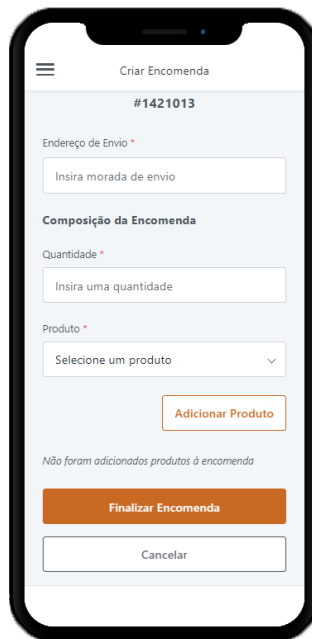 Criar Encomenda
#1421013
Endereço de Envio *
Insira morada de envio
Composição da Encomenda
Quantidade *
Insira uma quantidade
Produto *
Selecione um produto
Adicionar Produto
Não foram adicionados produtos à encomenda
Finalizar Encomenda
Cancelar